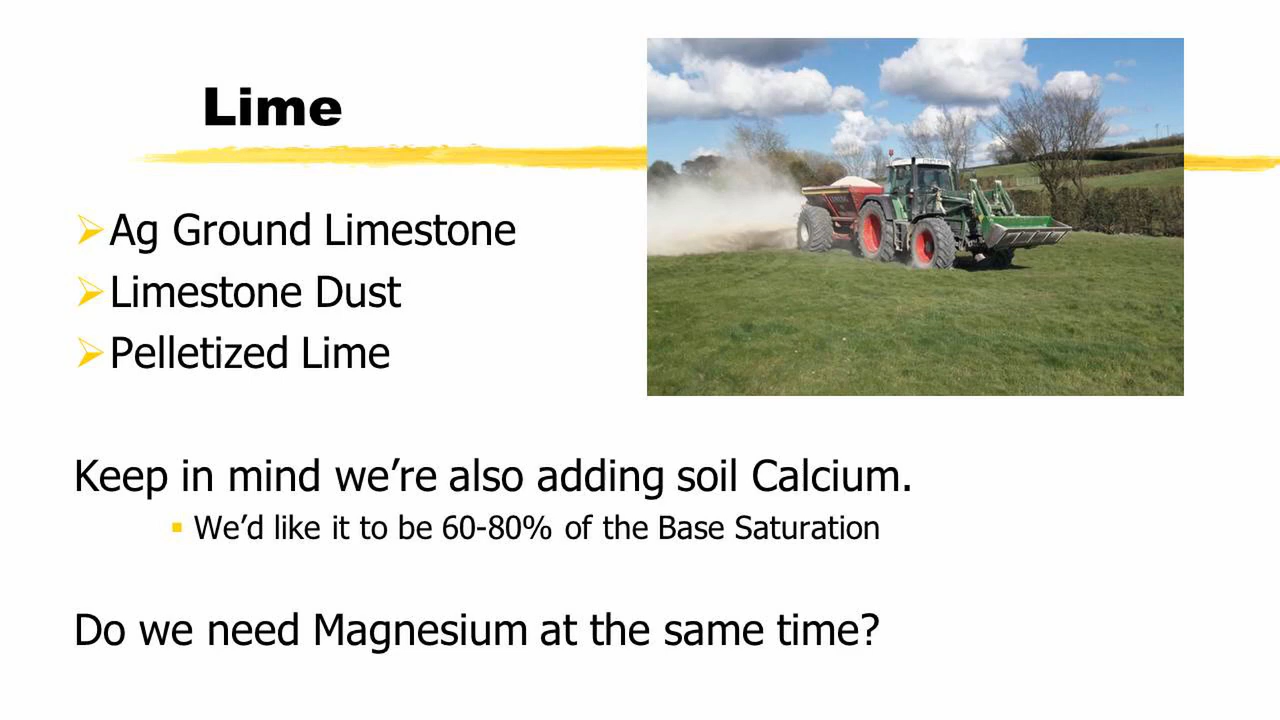 Lime
Ag Ground Limestone
Limestone Dust
Pelletized Lime
Keep in mind we’re also adding soil Calcium.
We’d like it to be 60-80% of the Base Saturation
Do we need Magnesium at the same time?